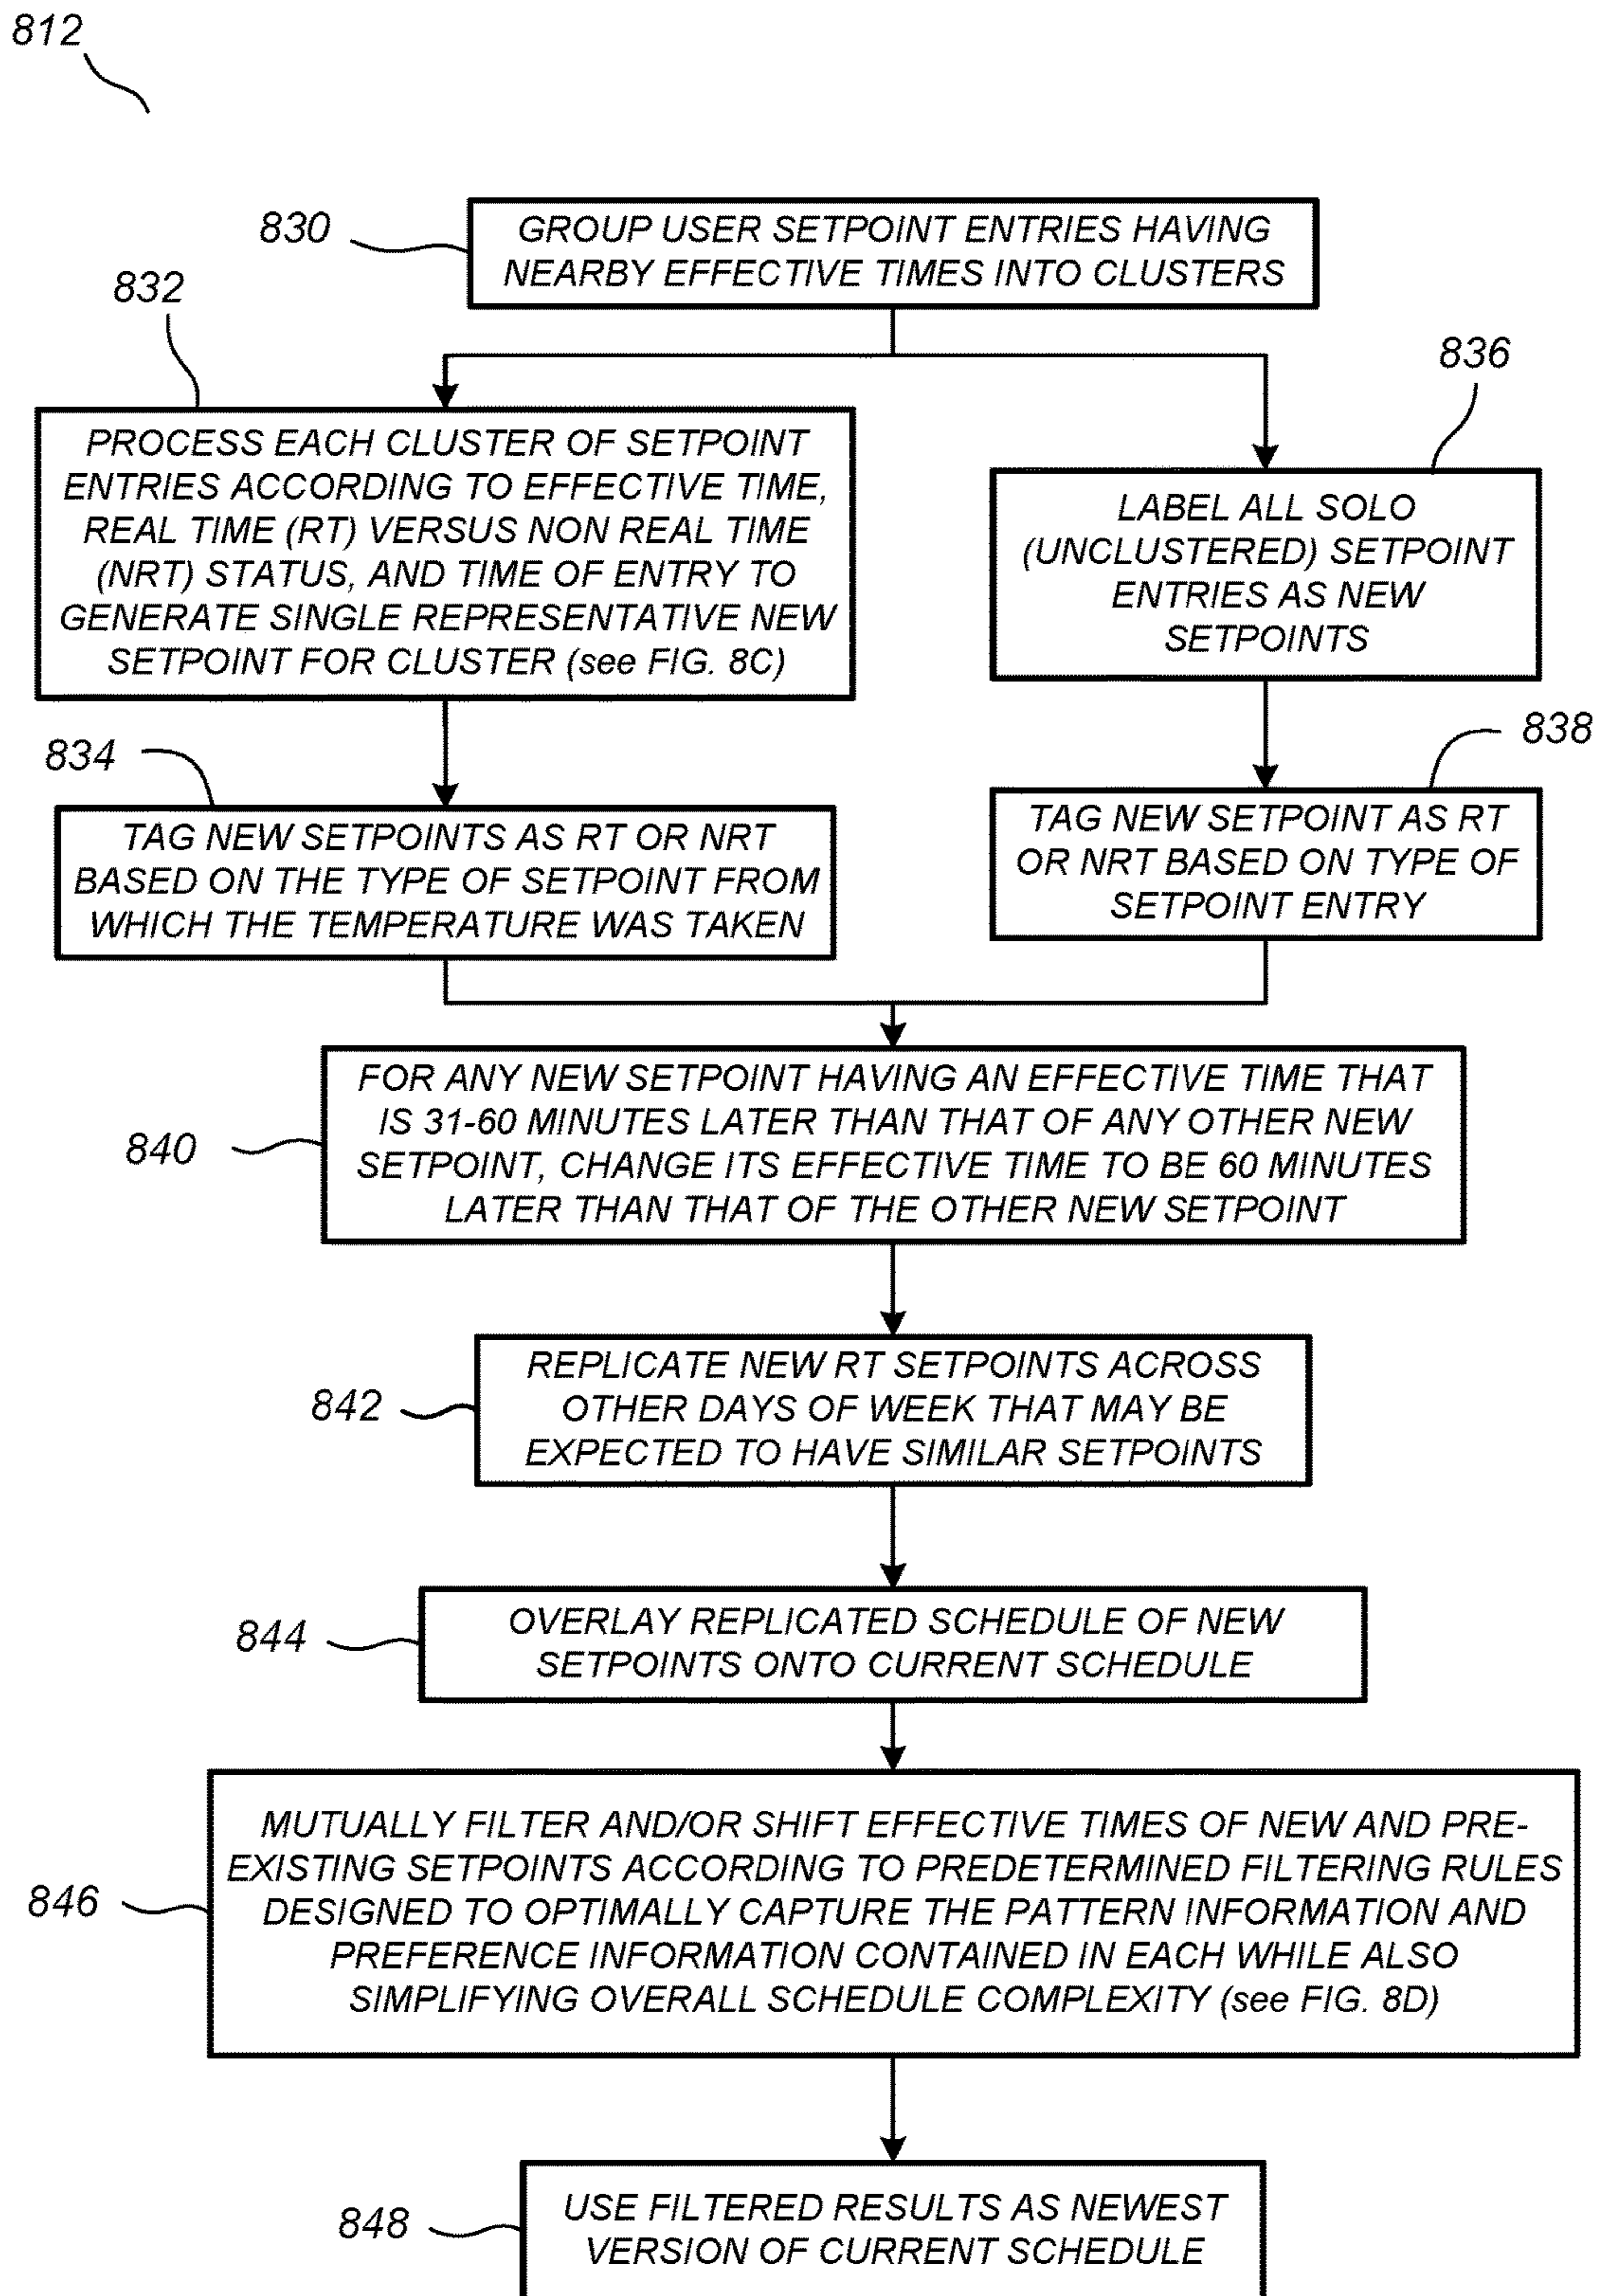 812
830
GROUP USER SETPOINT ENTRIES HAVING
NEARBY EFFECTIVE TIMES INTO CLUSTERS
832
PROCESS EACH CLUSTER OF SETPOINT
ENTRIES ACCORDING TO EFFECTIVE TIME,
REAL TIME (RT) VERSUS NON REAL TIME
(NRT) STATUS, AND TIME OF ENTRY TO
GENERATE SINGLE REPRESENTATIVE NEW
SETPOINT FOR CLUSTER (see FIG. 8C)
836
LABEL ALL SOLO
(UNCLUSTERED) SETPOINT
ENTRIES AS NEW
SETPOINTS
834
TAG NEW SETPOINTS AS RT OR NRT
BASED ON THE TYPE OF SETPOINT FROM
WHICH THE TEMPERATURE WAS TAKEN
838
TAG NEW SETPOINT AS RT
OR NRT BASED ON TYPE OF
SETPOINT ENTRY
840
FOR ANY NEW SETPOINT HAVING AN EFFECTIVE TIME THAT
IS 31-60 MINUTES LATER THAN THAT OF ANY OTHER NEW
SETPOINT, CHANGE ITS EFFECTIVE TIME TO BE 60 MINUTES
LATER THAN THAT OF THE OTHER NEW SETPOINT
842
REPLICATE NEW RT SETPOINTS ACROSS
OTHER DAYS OF WEEK THAT MAY BE
EXPECTED TO HAVE SIMILAR SETPOINTS
844
OVERLAY REPLICATED SCHEDULE OF NEW
SETPOINTS ONTO CURRENT SCHEDULE
846
MUTUALLY FILTER AND/OR SHIFT EFFECTIVE TIMES OF NEW AND PRE-
EXISTING SETPOINTS ACCORDING TO PREDETERMINED FILTERING RULES
DESIGNED TO OPTIMALLY CAPTURE THE PATTERN INFORMATION AND
PREFERENCE INFORMATION CONTAINED IN EACH WHILE ALSO
SIMPLIFYING OVERALL SCHEDULE COMPLEXITY (see FIG. 8D)
848
USE FILTERED RESULTS AS NEWEST
VERSION OF CURRENT SCHEDULE